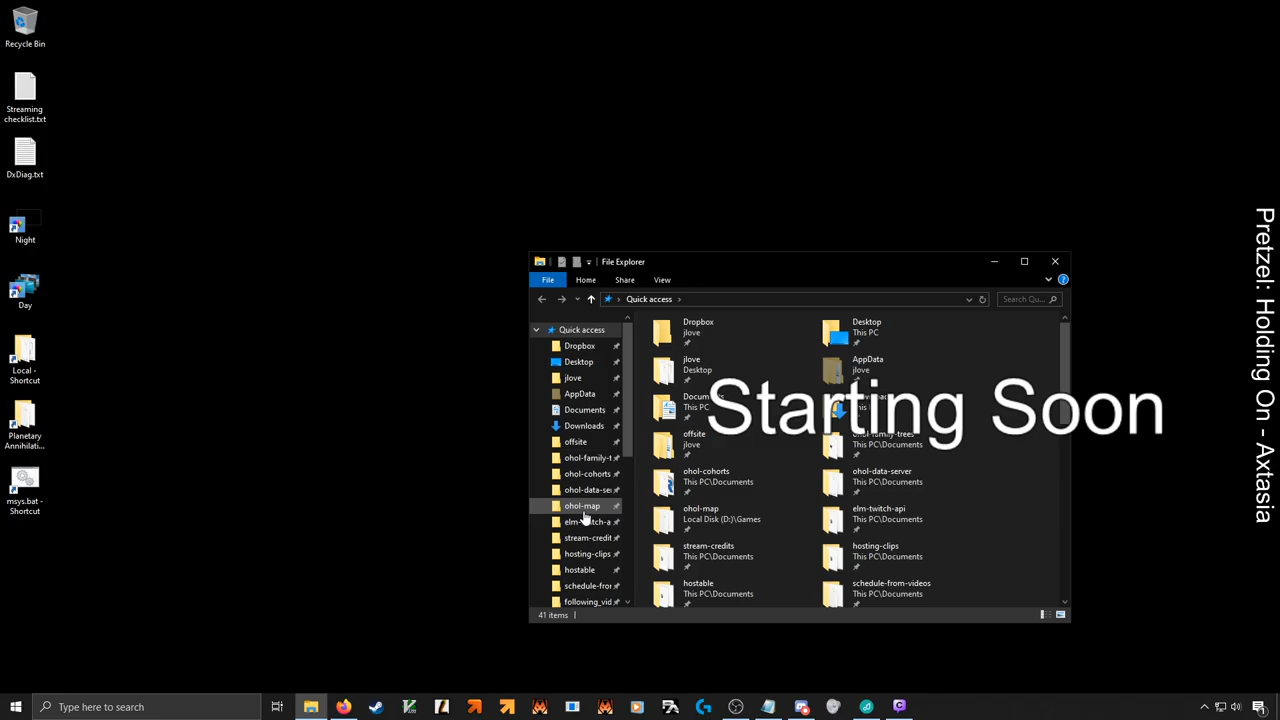 Recycle Bin
Streaming
checklist.txt
DxDiag.txt
Night
Day
Local -
Shortcut
Planetary
Annihilati...
msys.bat -
Shortcut
File Explorer
File
Home
Share
View
Quick access
Search Qu...
Quick access
Dropbox
Desktop
jlove
AppData
Documents
Downloads
offsite
ohol-family-t
ohol-cohorts
ohol-data-se
ohol-map
elm-twitch-a
stream-credit
hosting-clips
hostable
schedule-fror
following_vid
Dropbox
jlove
Desktop
This PC
jlove
Desktop
AppData
jlove
This PC
This PC
offsite
jlove
ohol-family-trees
This PC\Documents
ohol-cohorts
This PC\Documents
ohol-data-server
This PC\Documents
ohol-map
Local Disk (D:)\Games
elm-twitch-api
This PC\Documents
stream-credits
This PC\Documents
hosting-clips
This PC\Documents
hostable
This PC\Documents
schedule-from-videos
This PC\Documents
41 items
Starting Soon
Pretzel: Holding On - Axtasia
Type here to search